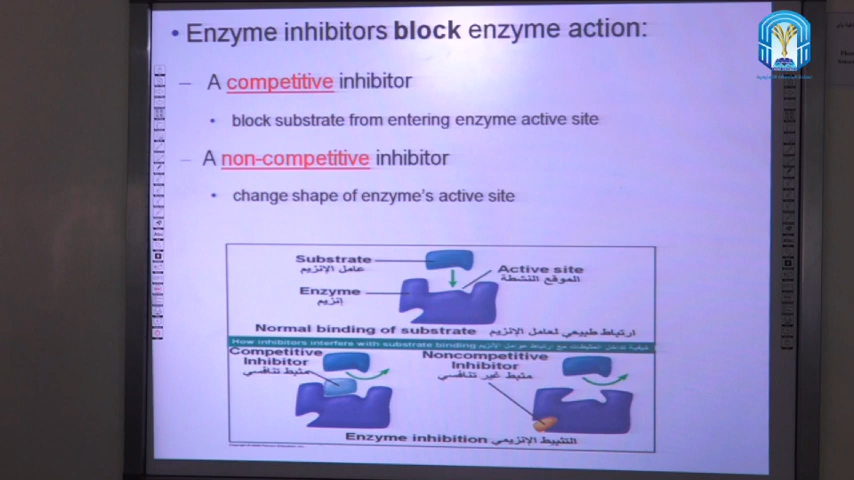 • Enzyme inhibitors block enzyme action:
– A competitive inhibitor
• block substrate from entering enzyme active site
– A non-competitive inhibitor
• change shape of enzyme's active site
Substrate
عامل الإنزيم
Active site
الموقع النشطة
Enzyme
إنزيم
Normal binding of substrate ارتباط طبيعي لعامل الإنزيم
How inhibitors interfere with substrate binding
Competitive
Inhibitor
مثبط تنافسي
Noncompetitive
Inhibitor
مثبط غير تنافسي
Enzyme inhibition التثبيط الإنزيمي